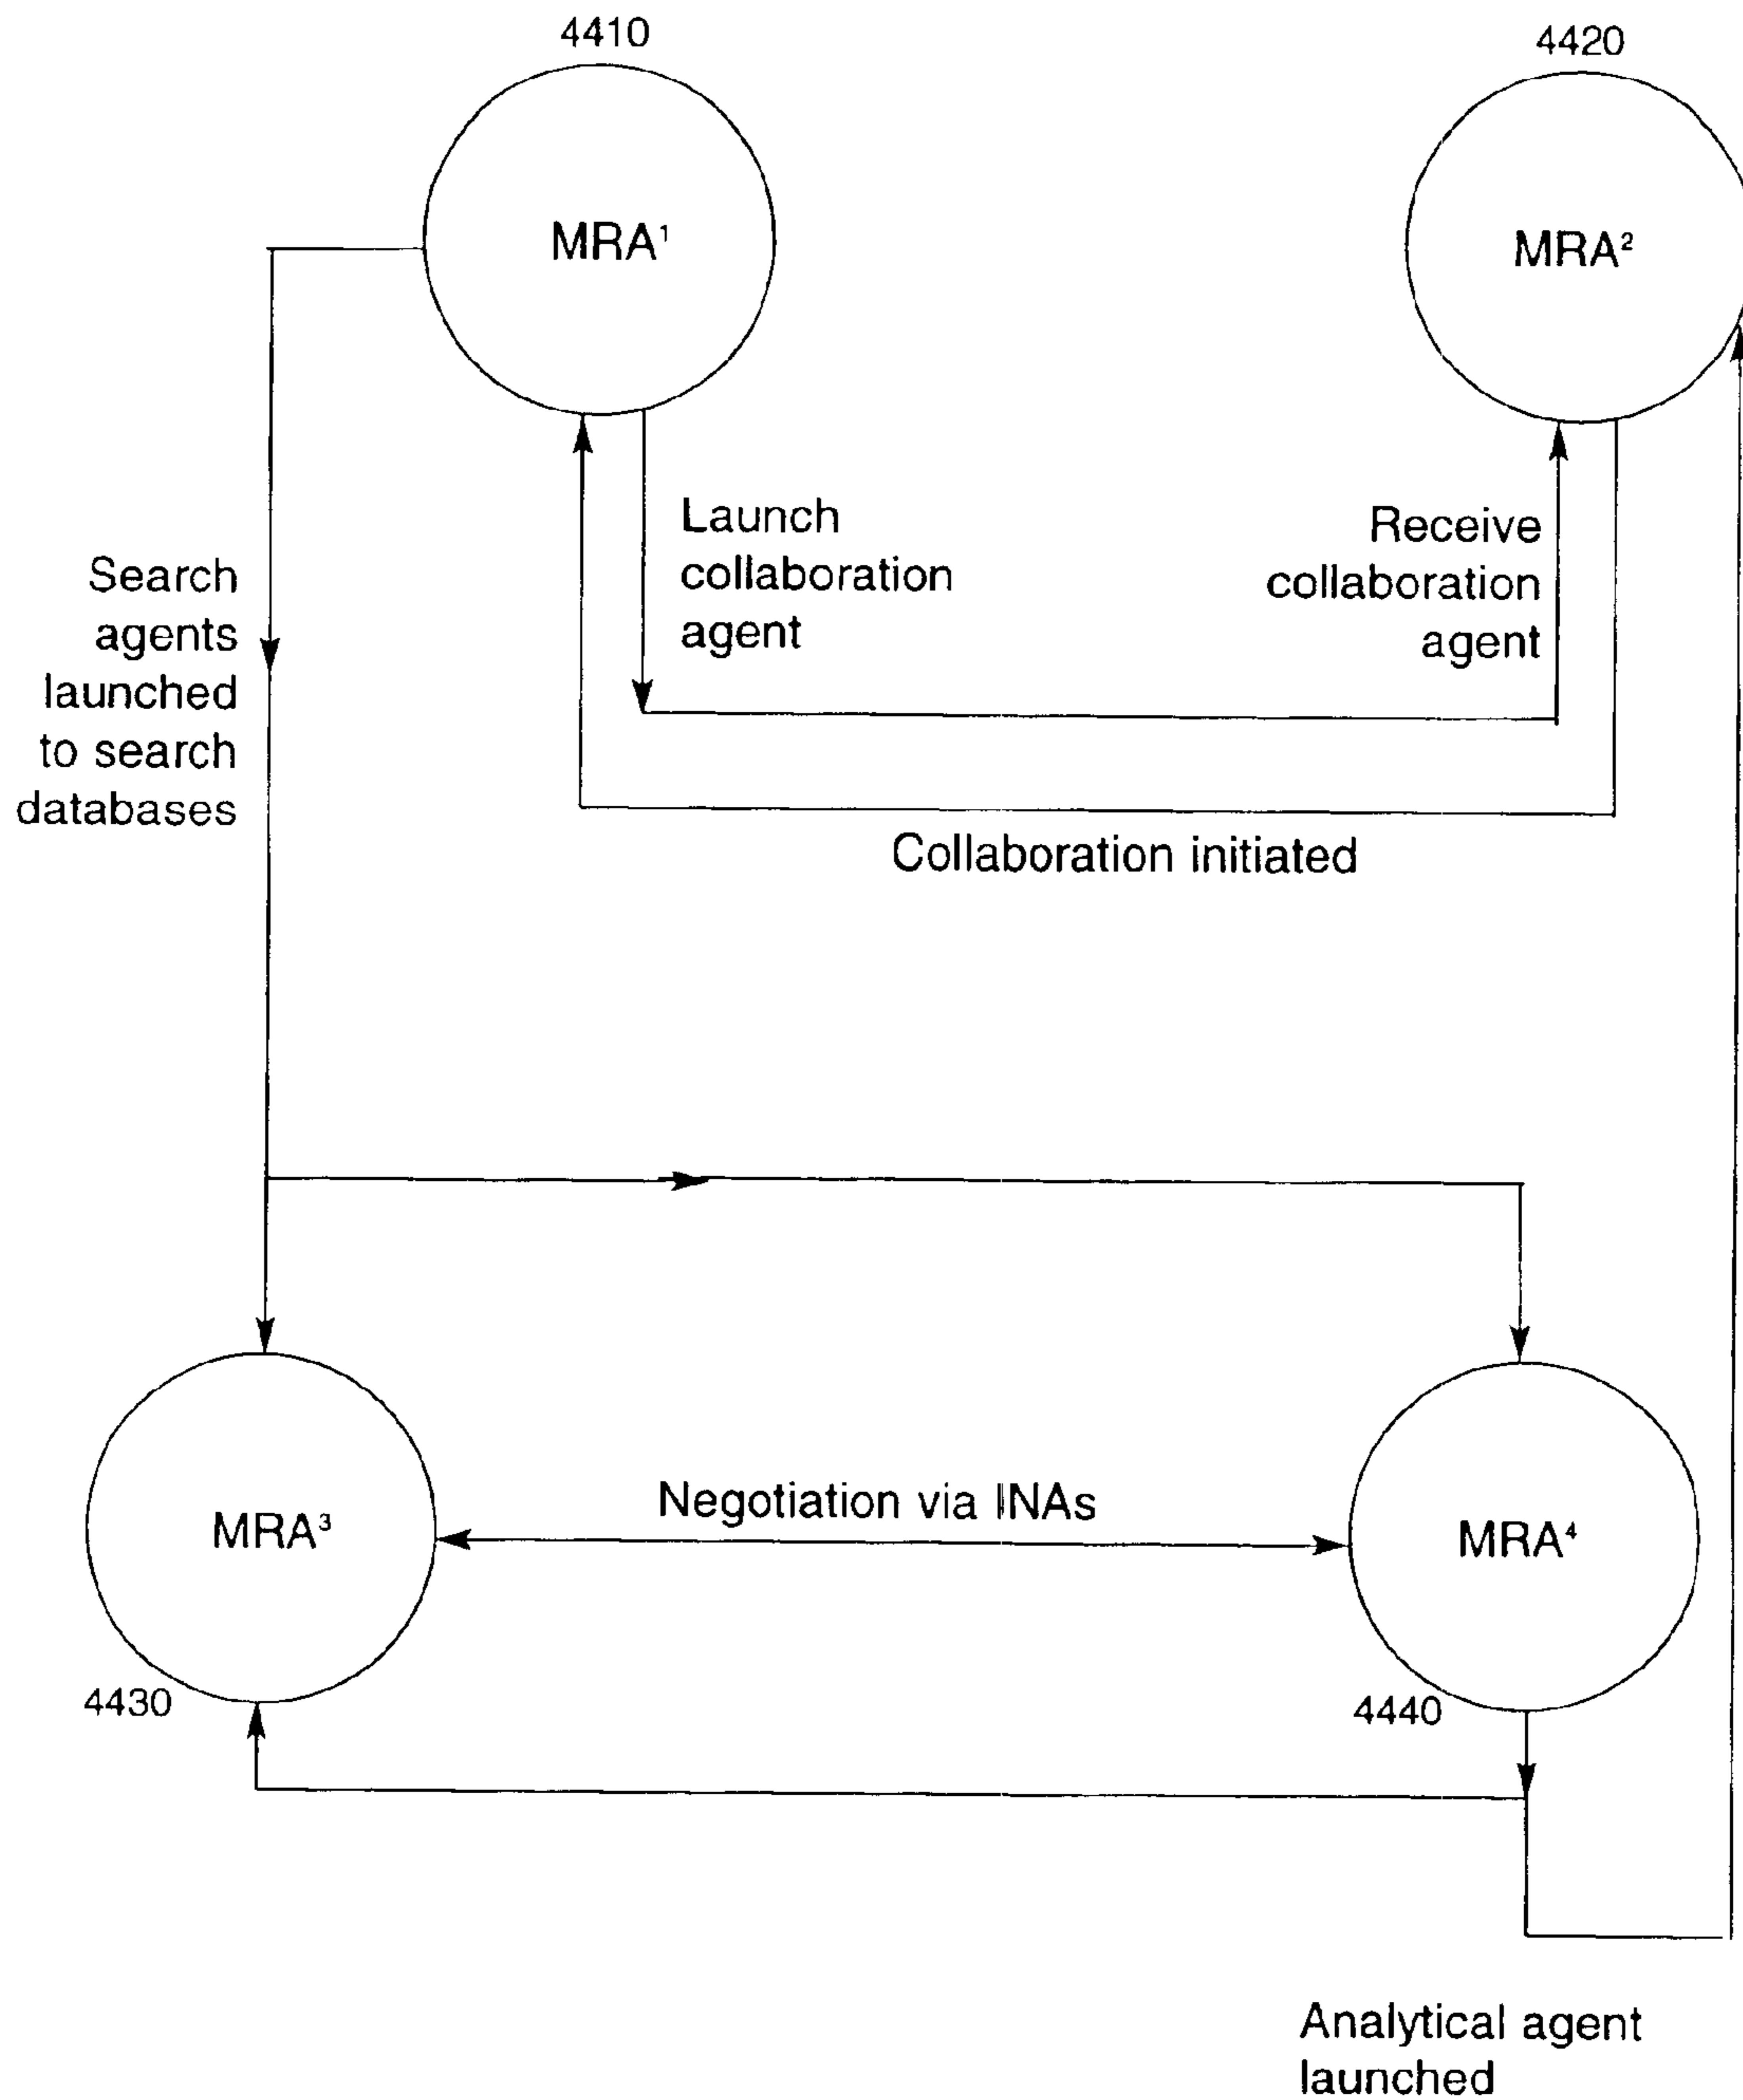 4410
4420
MRA¹
MRA²
Launch
collaboration
agent
Receive
collaboration
agent
Search
agents
launched
to search
databases
Collaboration initiated
Negotiation via INAs
MRA³
MRA⁴
4430
4440
Analytical agent
launched